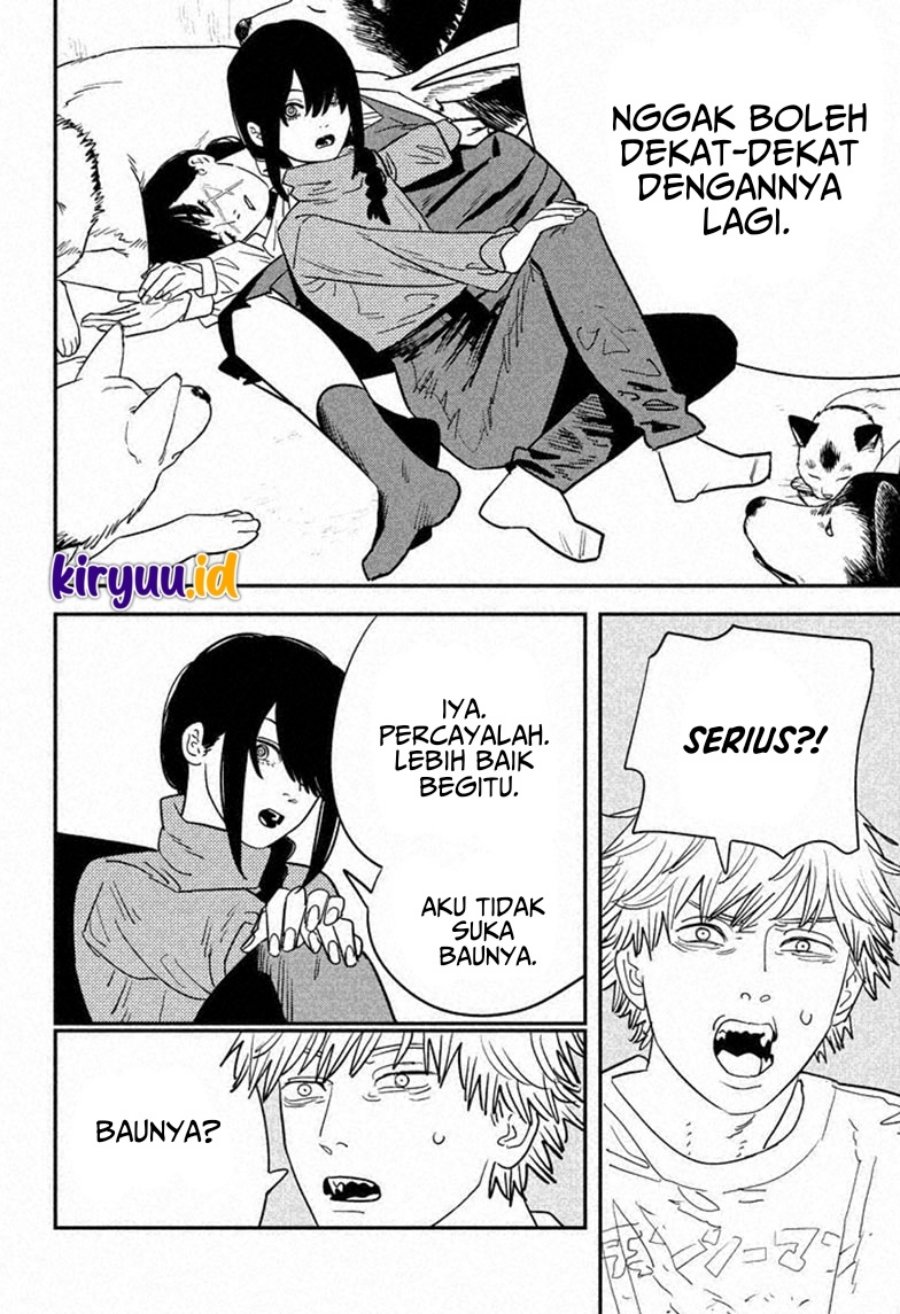 NGGAK BOLEH
DEKAT-DEKAT
DENGANNYA
LAGI.
kiryuu.id
SERIUS?!
IYA.
PERCAYALAH.
LEBIH BAIK
BEGITU.
AKU TIDAK
SUKA
BAUNYA.
BAUNYA?